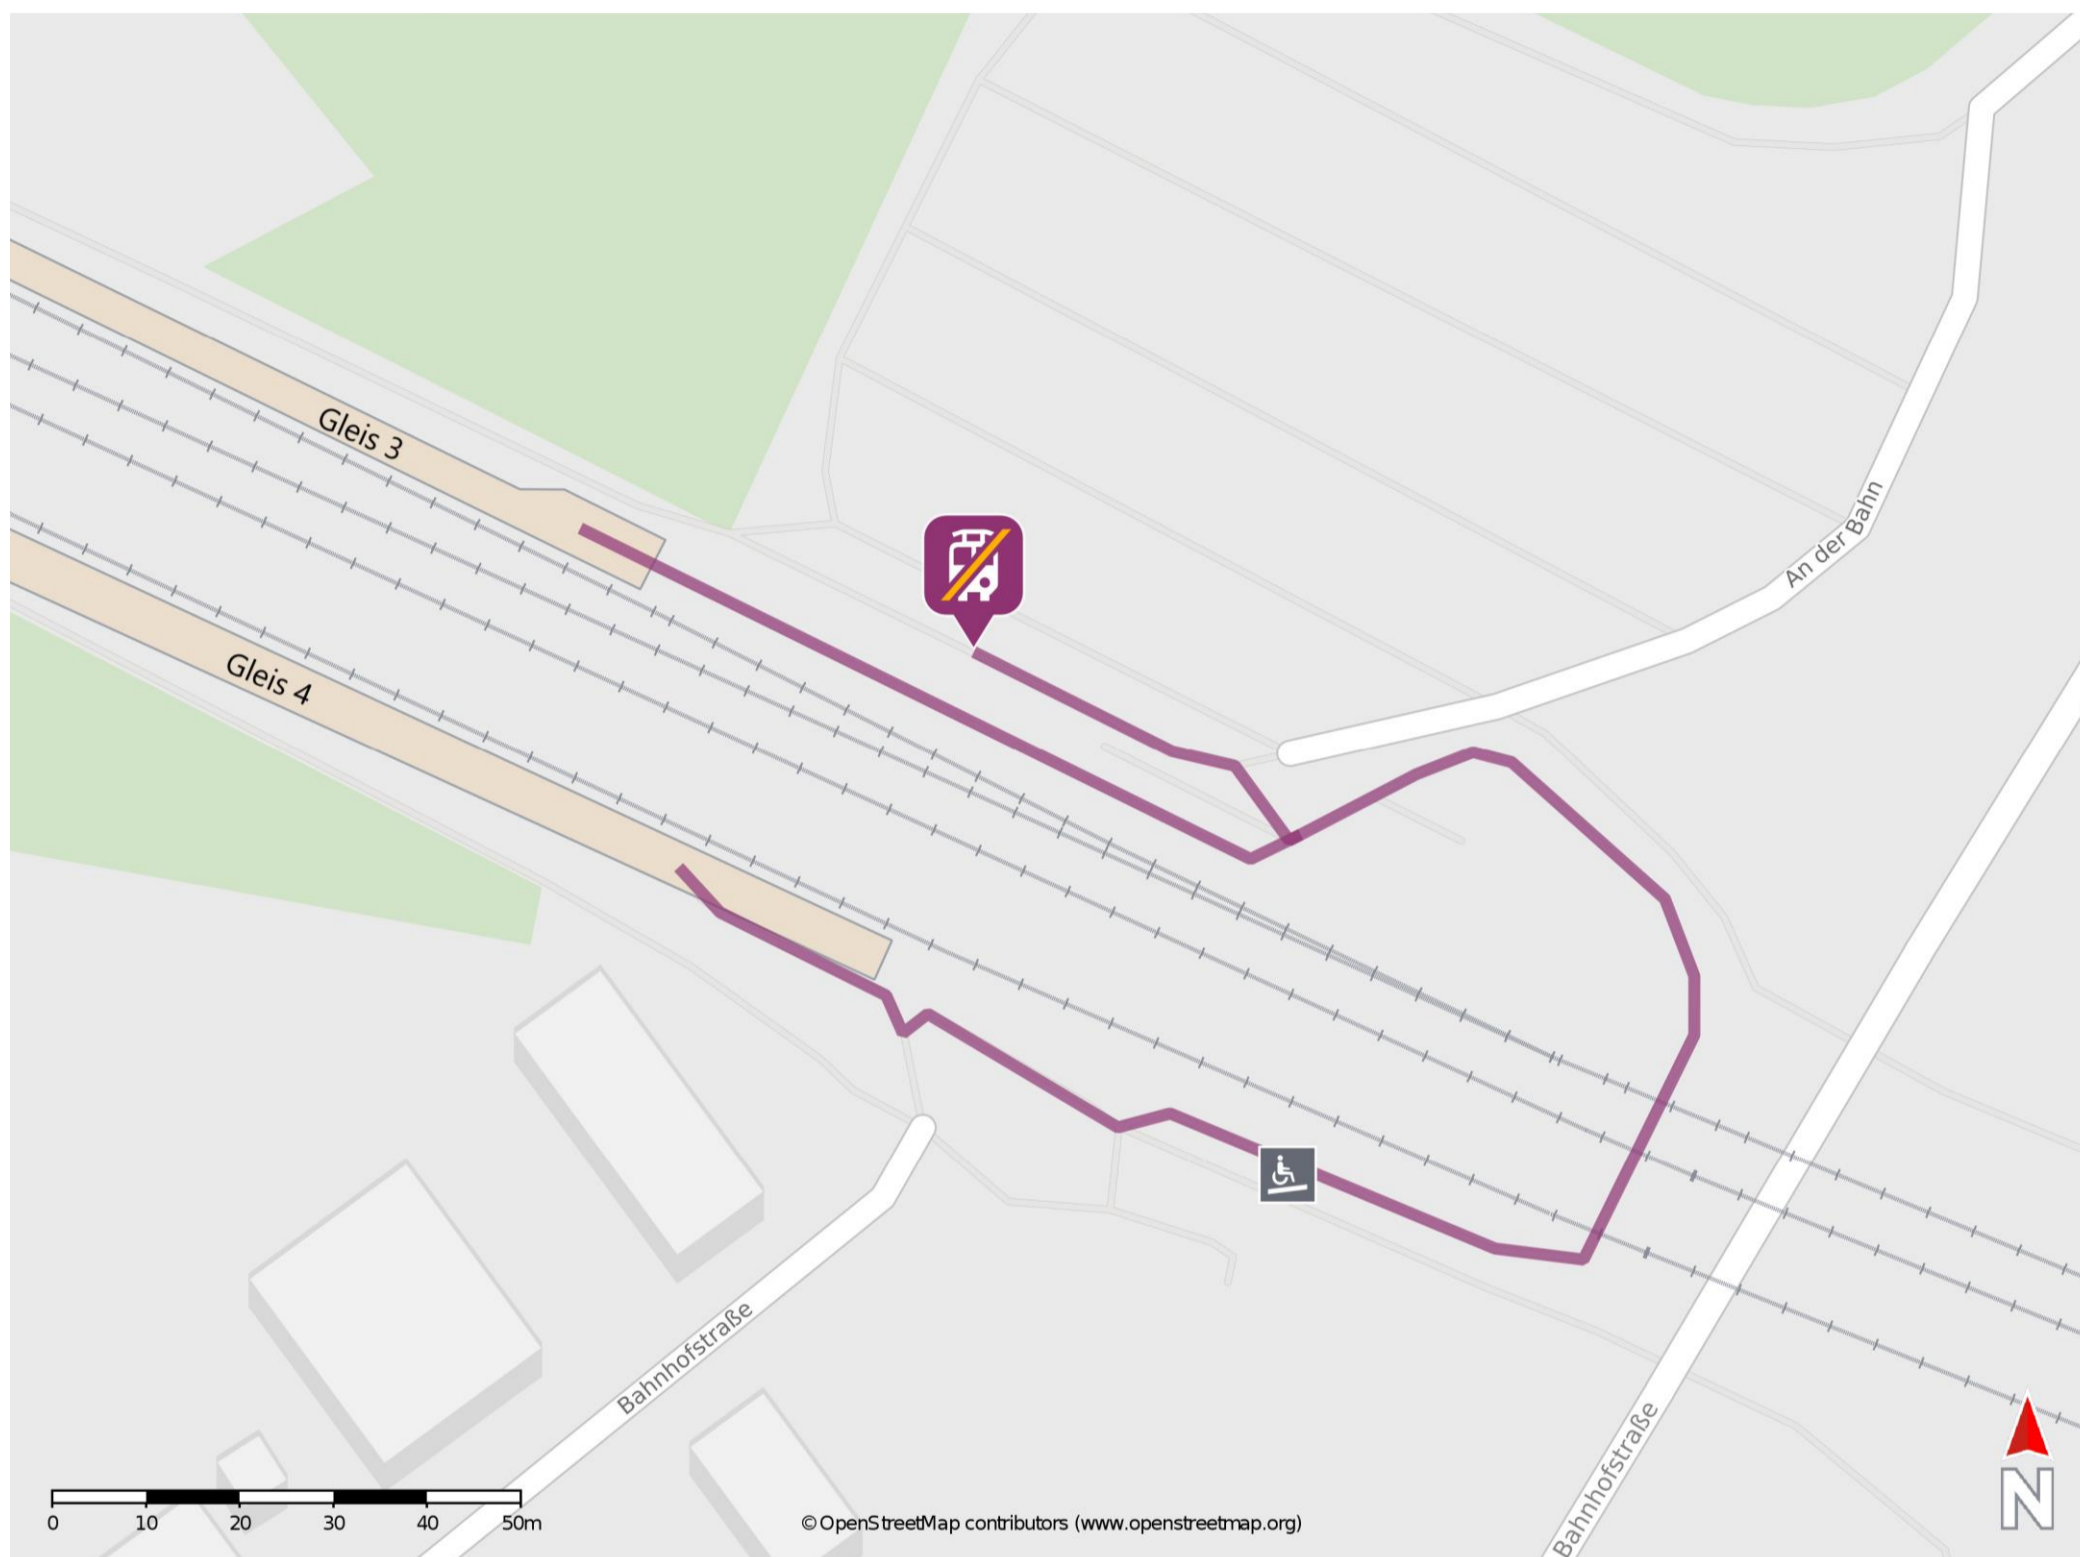 Gleis 3
Gleis 4
An der Bahn
Bahnhofstraße
Bahnhofstraße
0 10 20 30 40 50m
© OpenStreetMap contributors (www.openstreetmap.org)
N